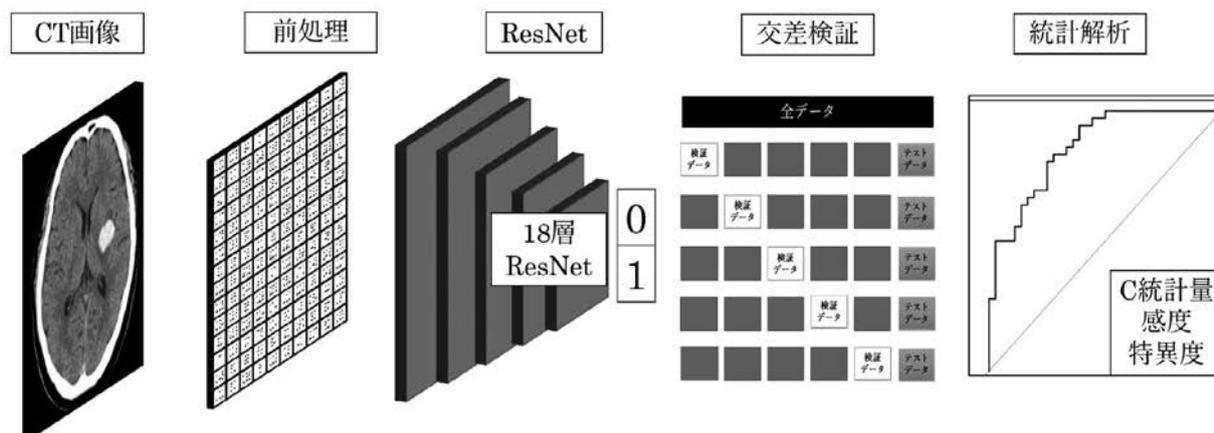 CT画像
前処理
ResNet
交差検証
統計解析
18層
ResNet
0
1
全データ
検証
データ
テスト
データ
検証
データ
テスト
データ
検証
データ
テスト
データ
検証
データ
テスト
データ
検証
データ
テスト
データ
C統計量
感度
特異度